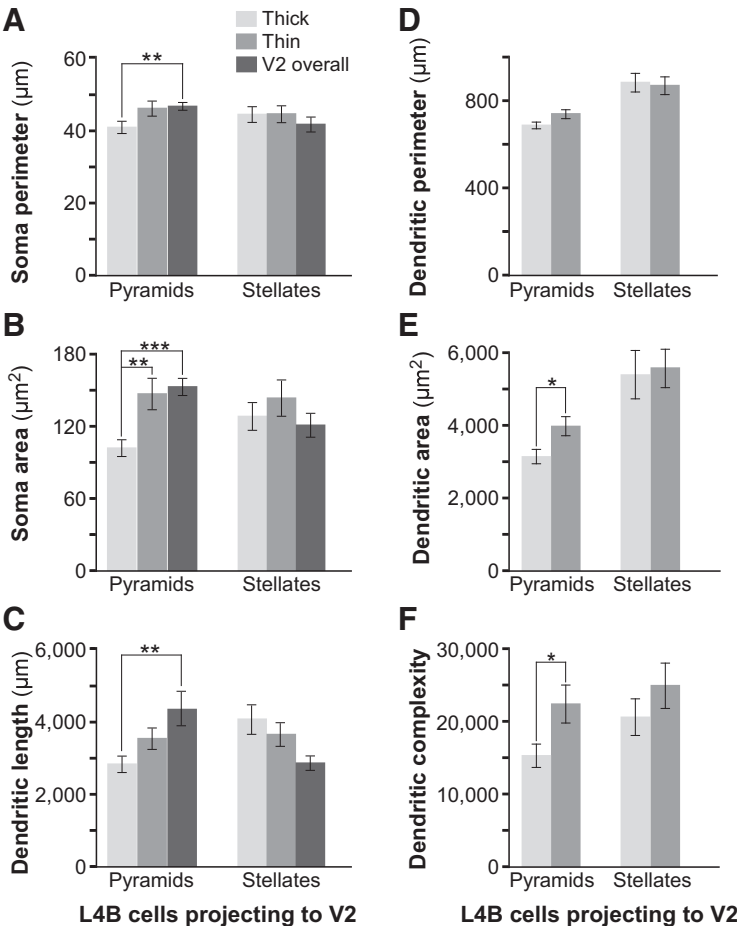 A
Thick
Thin
V2 overall
Soma perimeter (μm)
60
40
20
0
**
Pyramids
Stellates
D
Dendritic perimeter (μm)
800
400
0
Pyramids
Stellates
B
Soma area (μm²)
180
120
60
0
***
**
Pyramids
Stellates
E
Dendritic area (μm²)
6,000
4,000
2,000
0
*
Pyramids
Stellates
C
Dendritic length (μm)
6,000
4,000
2,000
0
**
Pyramids
Stellates
L4B cells projecting to V2
F
Dendritic complexity
30,000
20,000
10,000
0
*
Pyramids
Stellates
L4B cells projecting to V2